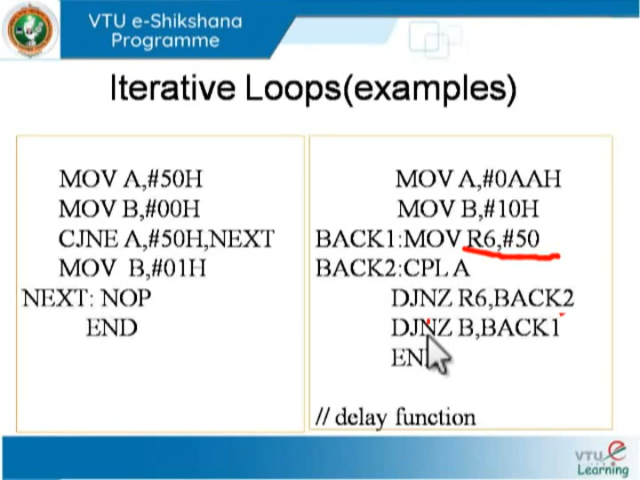 VTU e-Shikshana
Programme
Iterative Loops(examples)
MOV A,#50H
MOV B,#00H
CJNE A,#50H,NEXT
MOV B,#01H
NEXT: NOP
END
MOV A,#0AAH
MOV B,#10H
BACK1:MOV R6,#50
BACK2:CPL A
DJNZ R6,BACK2
DJNZ B,BACK1
// delay function
VTU e
Learning